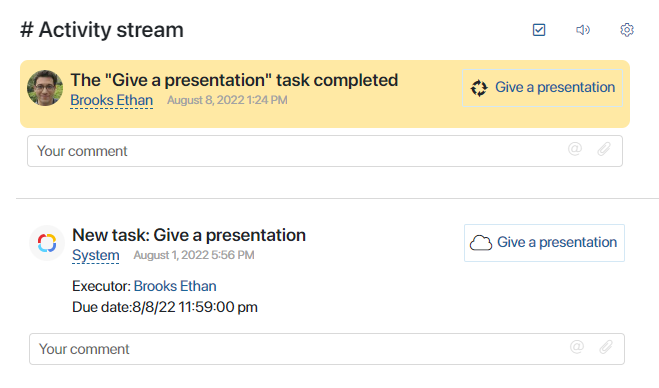 # Activity stream
The "Give a presentation" task completed
Brooks Ethan August 8, 2022 1:24 PM
Give a presentation
Your comment @
New task: Give a presentation
System August 1, 2022 5:56 PM
Give a presentation
Executor: Brooks Ethan
Due date:8/8/22 11:59:00 pm
Your comment @